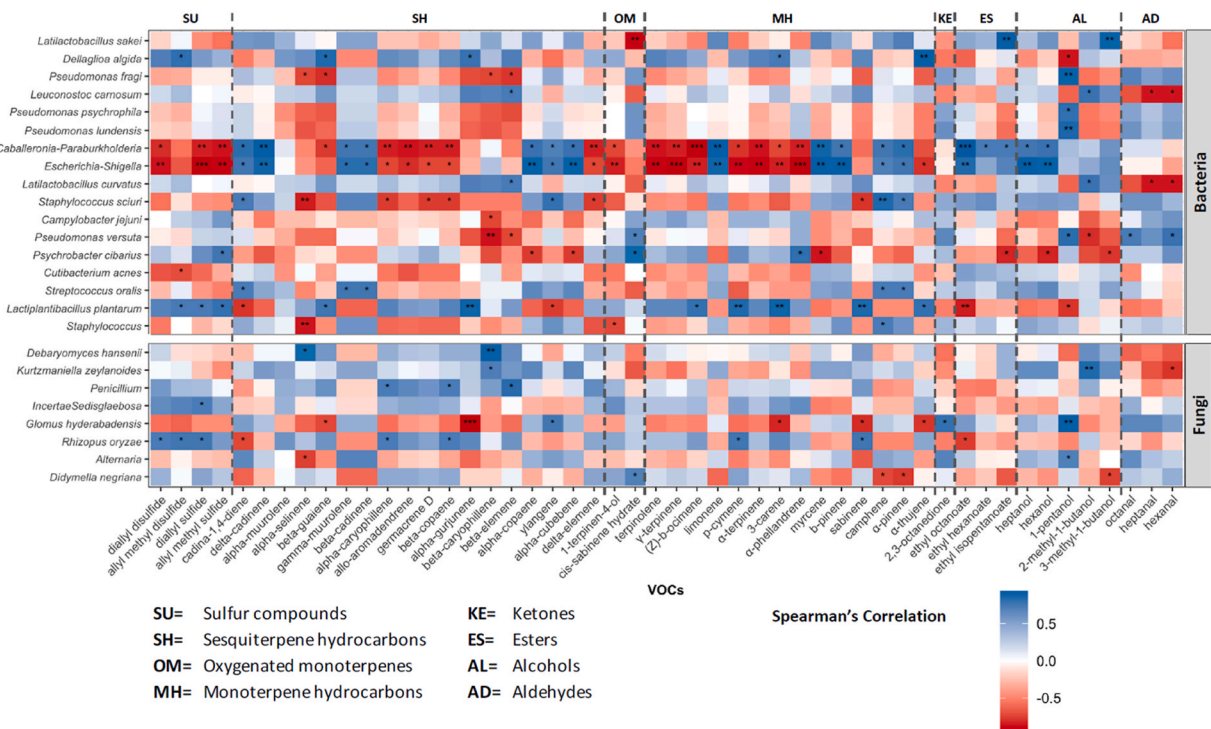 SU SH OM MH KE ES AL AD
Latilactobacillus sakei
Dellaglioa algida
Pseudomonas fragi
Leuconostoc carnosum
Pseudomonas psychrophila
Pseudomonas lundensis
Caballeronia-Paraburkholderia
Escherichia-Shigella
Latilactobacillus curvatus
Staphylococcus sciuri
Campylobacter jejuni
Pseudomonas versuta
Psychrobacter cibarius
Cutibacterium acnes
Streptococcus oralis
Lactiplantibacillus plantarum
Staphylococcus
Bacteria
Debaryomyces hansenii
Kurtzmaniella zeylanoides
Penicillium
IncertaeSedisglaebosa
Glomus hyderabadensis
Rhizopus oryzae
Alternaria
Didymella negriana
Fungi
diallyl disulfide
allyl methyl disulfide
diallyl sulfide
allyl methyl sulfide
cadina-1,4-diene
delta-cadinene
alpha-muurolene
alpha-selinene
beta-guaiene
gamma-muurolene
beta-cadinene
alpha-caryophillene
allo-aromadendrene
germacrene D
beta-copaene
alpha-gurjunene
beta-caryophillene
beta-elemene
alpha-copaene
ylangene
alpha-cubebene
delta-elemene
1-terpinen-4-ol
cis-sabinene hydrate
terpindiene
γ-terpinene
(Z)-b-ocimene
limonene
p-cymene
α-terpinene
3-carene
α-phellandrene
myrcene
b-pinene
sabinene
camphene
α-pinene
α-thujene
2,3-octanedione
ethyl octanoate
ethyl hexanoate
ethyl isopentanoate
heptanol
hexanol
1-pentanol
2-methyl-1-butanol
3-methyl-1-butanol
octanal
heptanal
hexanal
VOCs
SU= Sulfur compounds
SH= Sesquiterpene hydrocarbons
OM= Oxygenated monoterpenes
MH= Monoterpene hydrocarbons
KE= Ketones
ES= Esters
AL= Alcohols
AD= Aldehydes
Spearman's Correlation
0.5
0.0
-0.5